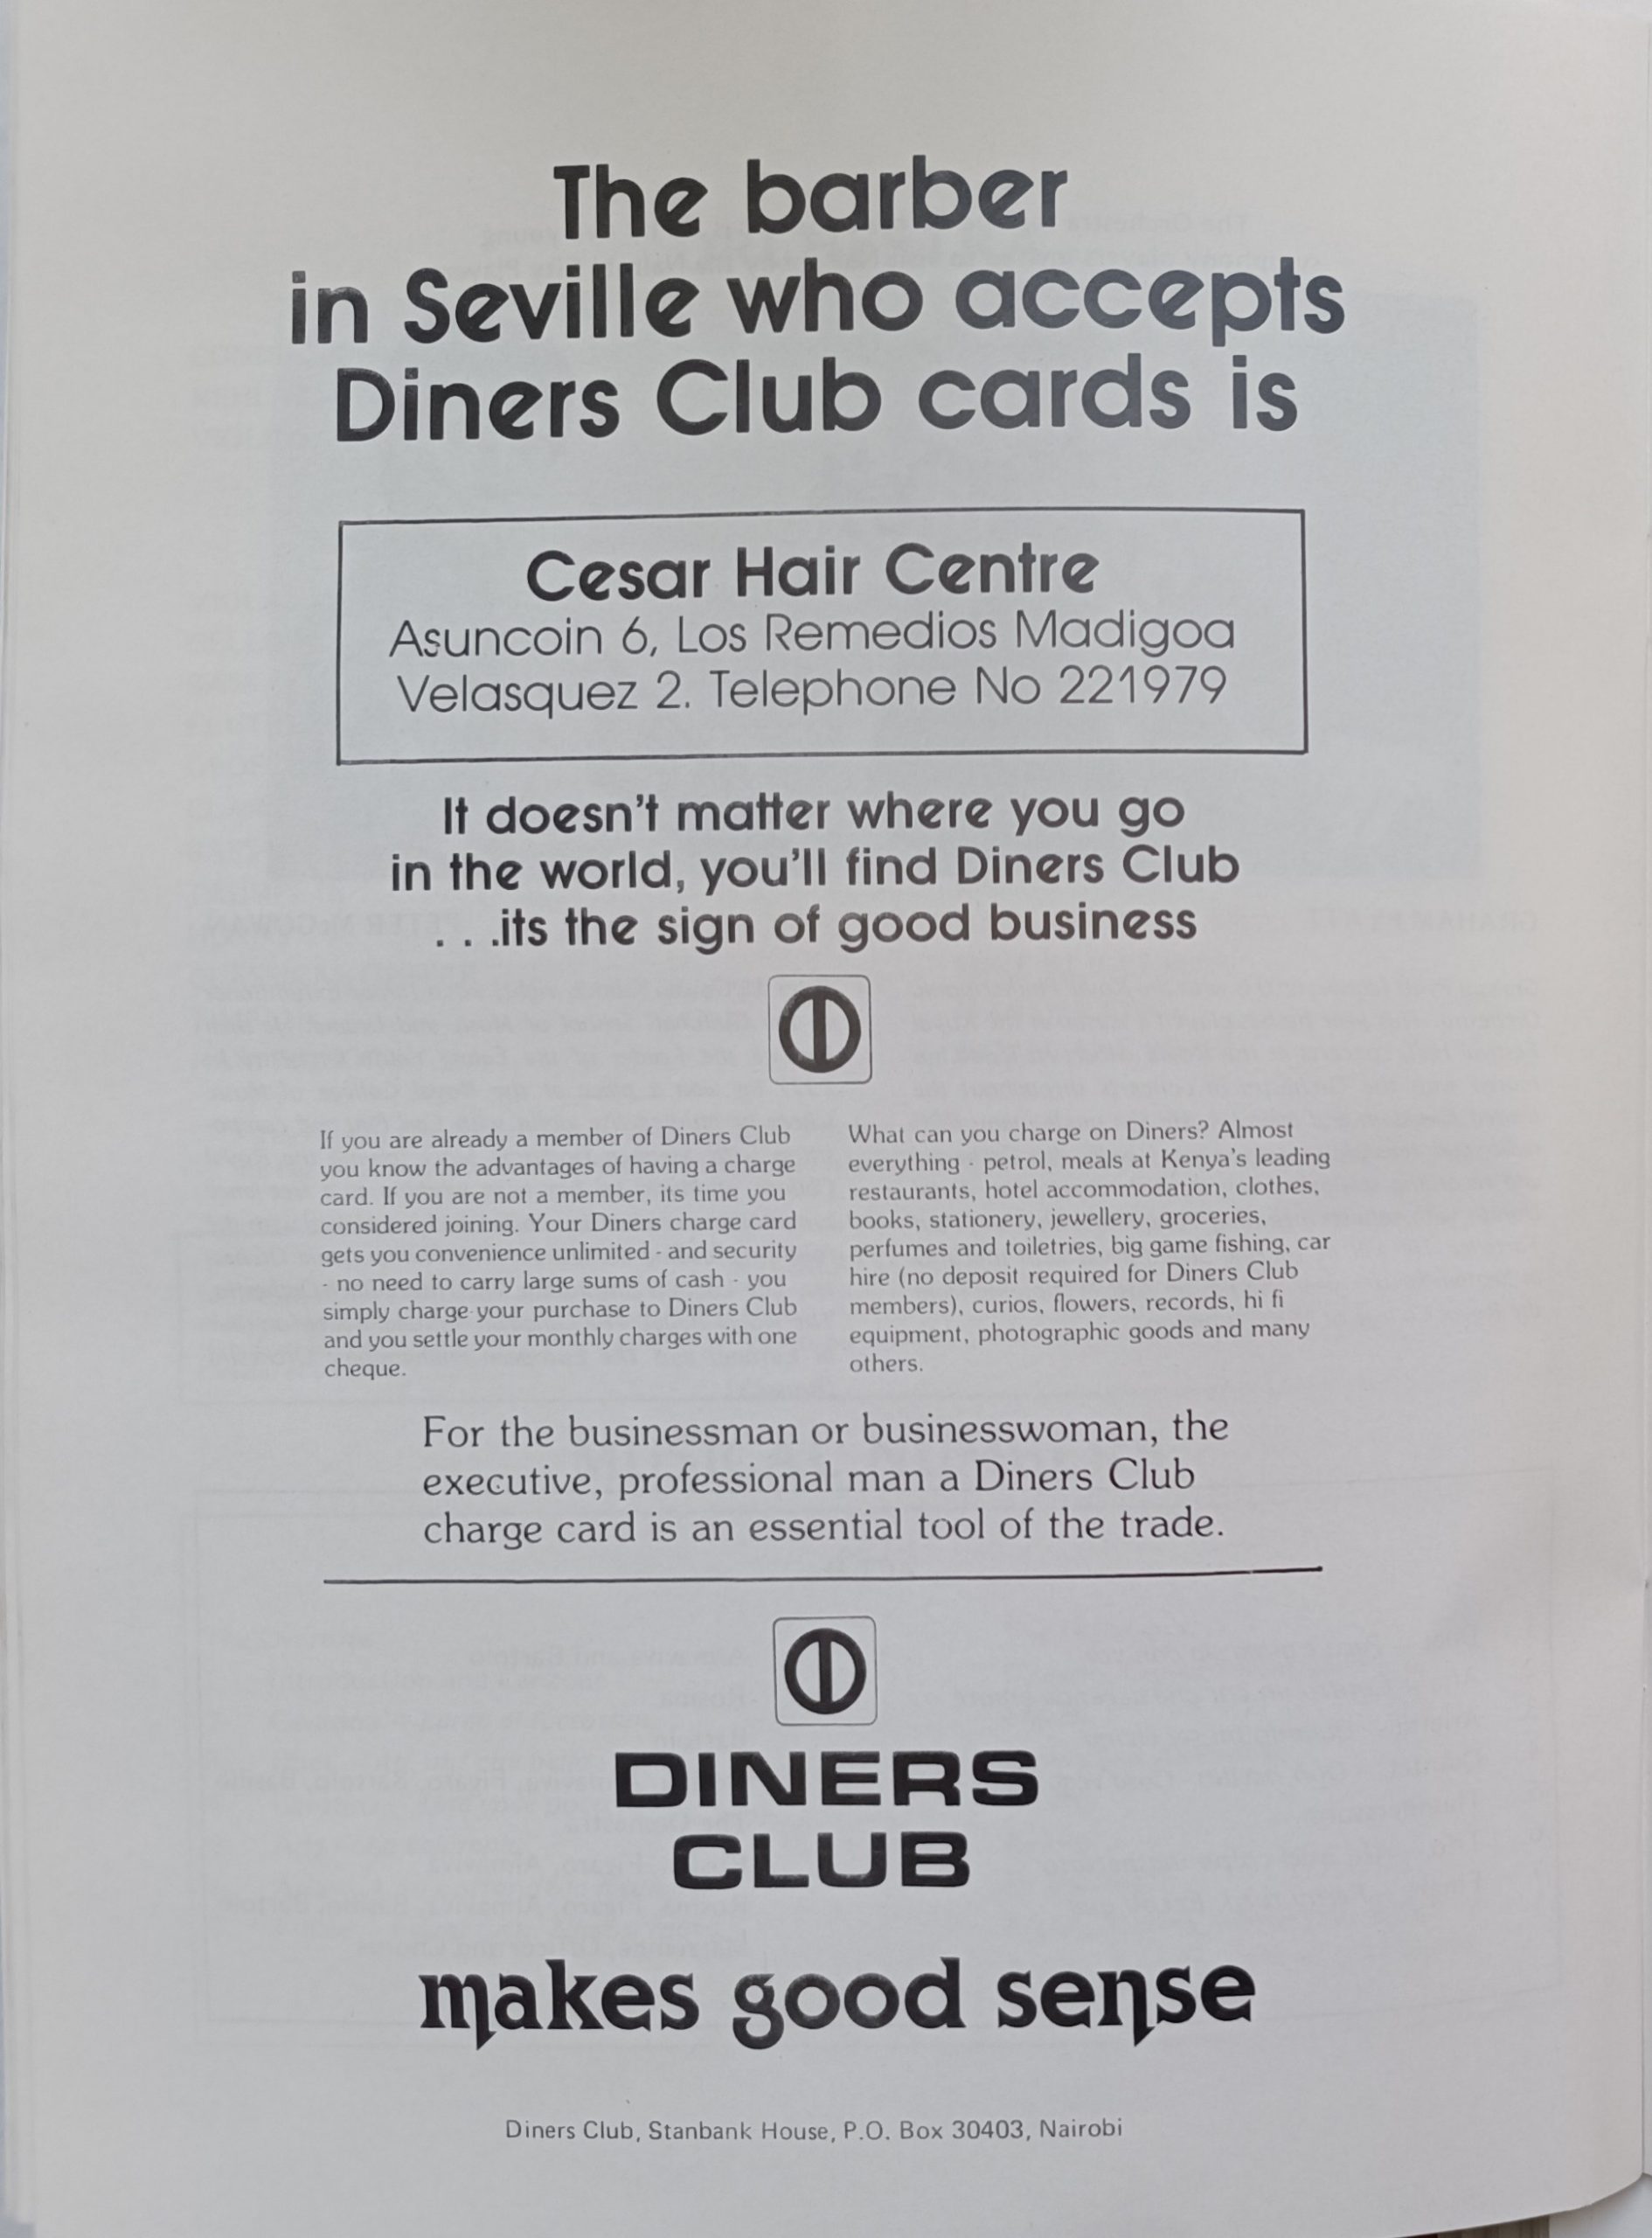 The barber
in Seville who accepts
Diners Club cards is
Cesar Hair Centre
Asuncoin 6, Los Remedios Madigoa
Velasquez 2. Telephone No 221979
It doesn't matter where you go
in the world, you'll find Diners Club
. . .its the sign of good business
If you are already a member of Diners Club
you know the advantages of having a charge
card. If you are not a member, its time you
considered joining. Your Diners charge card
gets you convenience unlimited - and security
- no need to carry large sums of cash - you
simply charge your purchase to Diners Club
and you settle your monthly charges with one
cheque.
What can you charge on Diners? Almost
everything - petrol, meals at Kenya's leading
restaurants, hotel accommodation, clothes,
books, stationery, jewellery, groceries,
perfumes and toiletries, big game fishing, car
hire (no deposit required for Diners Club
members), curios, flowers, records, hi fi
equipment, photographic goods and many
others.
For the businessman or businesswoman, the
executive, professional man a Diners Club
charge card is an essential tool of the trade.
DINERS
CLUB
makes good sense
Diners Club, Stanbank House, P.O. Box 30403, Nairobi